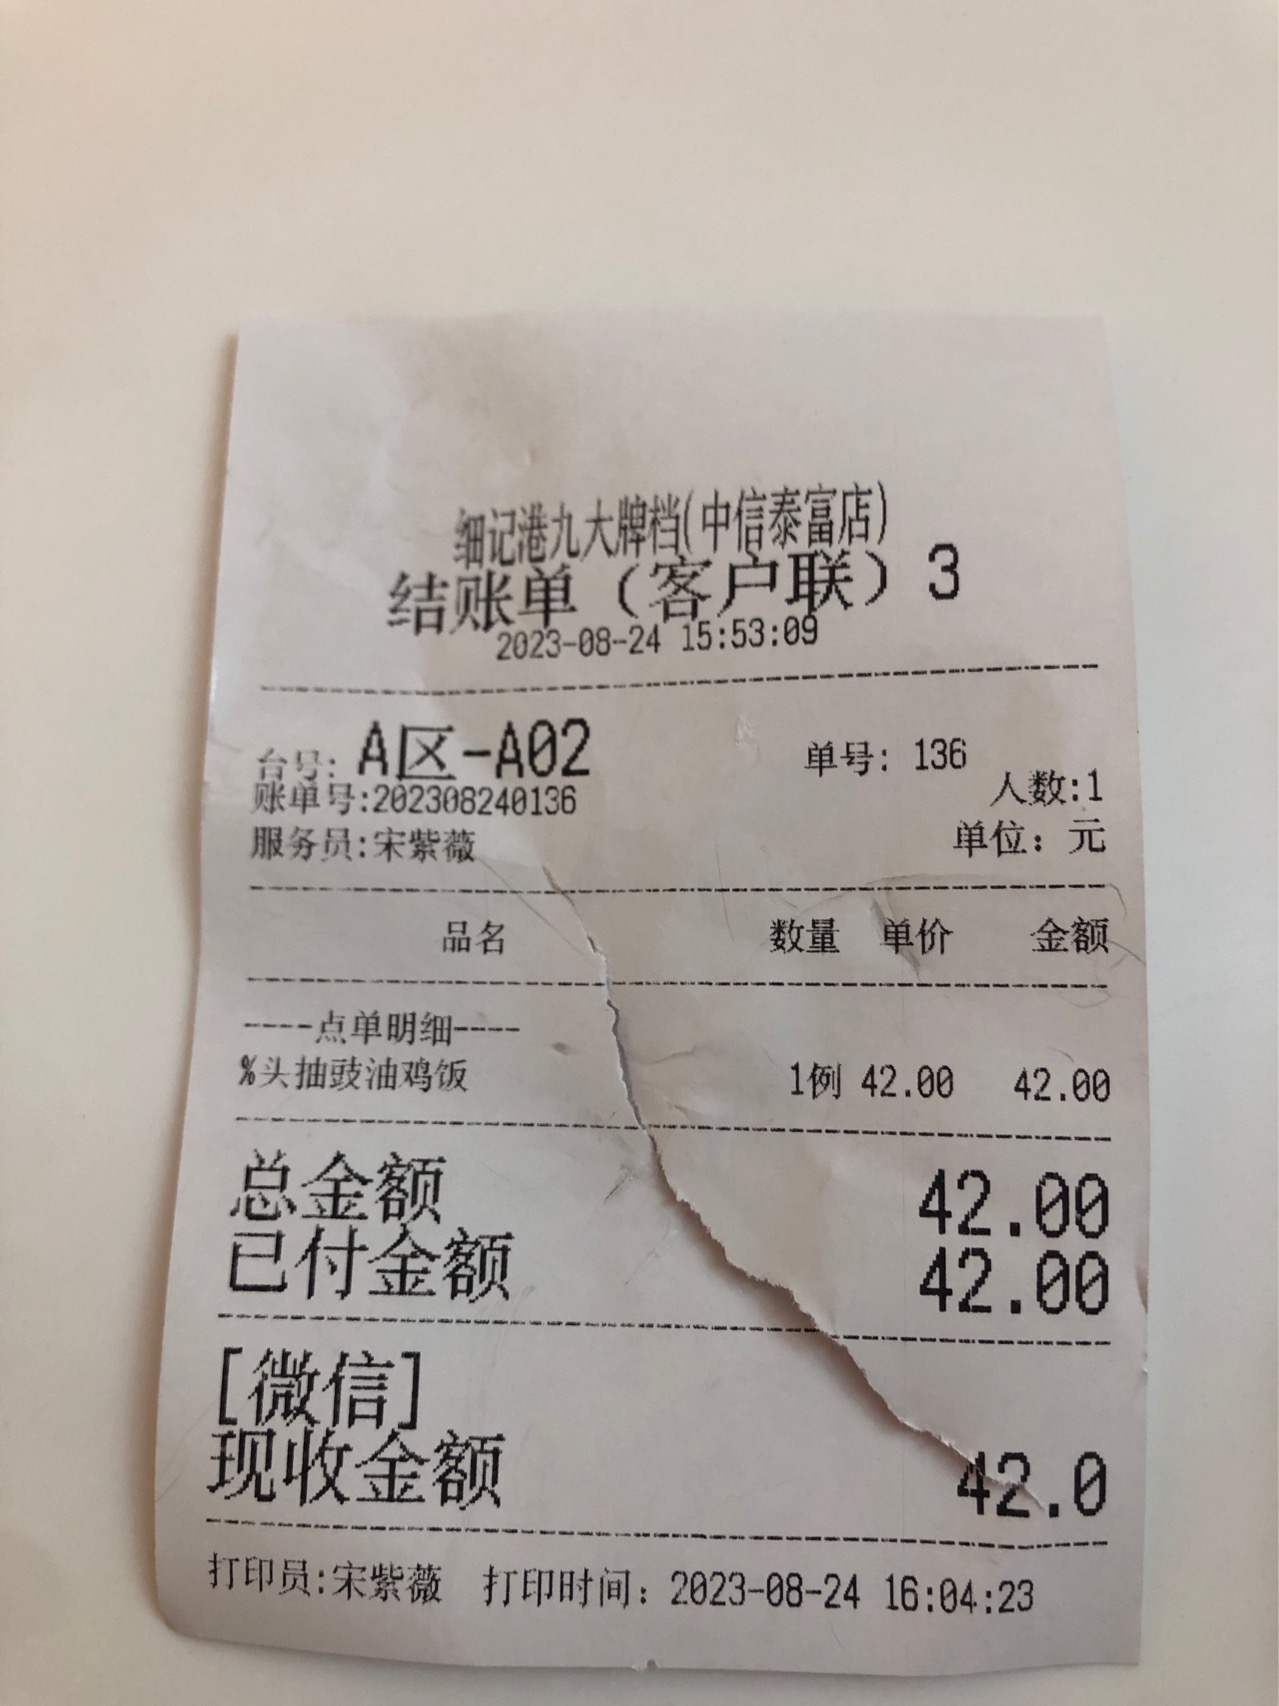 细记港九大牌档(中信泰富店)
结账单（客户联）3
2023-08-24 15:53:09
台号: A区-A02 单号: 136
人数:1
账单号:202308240136
服务员:宋紫薇 单位: 元
品名 数量 单价 金额
----点单明细----
%头抽豉油鸡饭 1例 42.00 42.00
总金额 42.00
已付金额 42.00
[微信]
现收金额 42.0
打印员:宋紫薇 打印时间: 2023-08-24 16:04:23